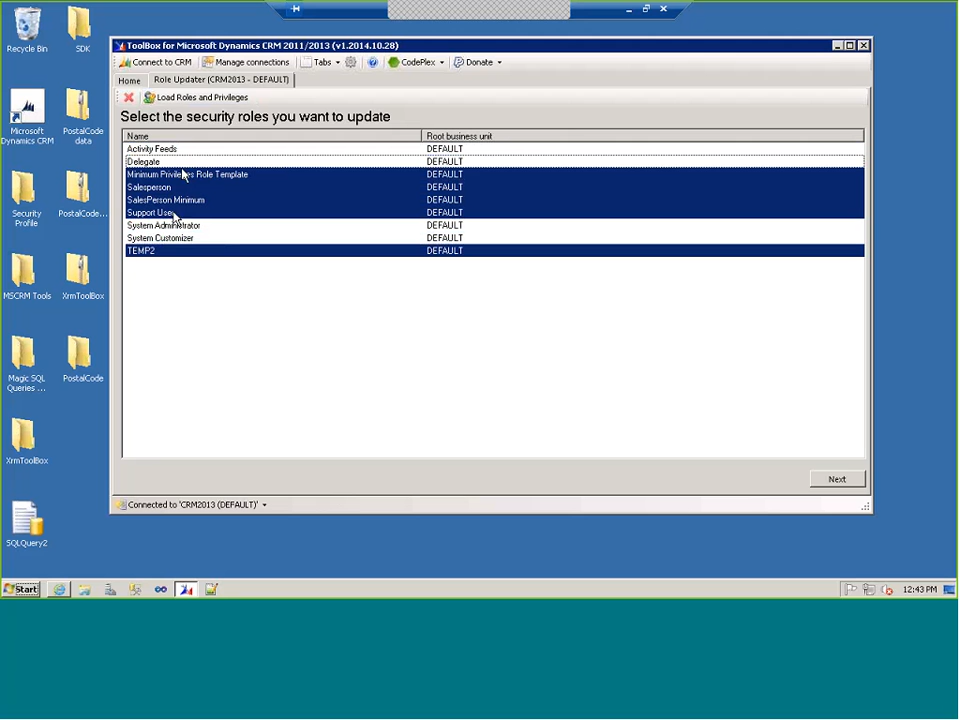 Recycle Bin
SDK
Microsoft
Dynamics CRM
PostalCode
data
Security
Profile
PostalCode...
MSCRM Tools
XrmToolBox
Magic SQL
Queries ...
PostalCode
XrmToolBox
SQLQuery2
ToolBox for Microsoft Dynamics CRM 2011/2013 (v1.2014.10.28)
Connect to CRM Manage connections Tabs CodePlex Donate
Home Role Updater (CRM2013 - DEFAULT)
Load Roles and Privileges
Select the security roles you want to update
Name Root business unit
Activity Feeds DEFAULT
Delegate DEFAULT
Minimum Privileges Role Template DEFAULT
Salesperson DEFAULT
SalesPerson Minimum DEFAULT
Support User DEFAULT
System Administrator DEFAULT
System Customizer DEFAULT
TEMP2 DEFAULT
Next
Connected to 'CRM2013 (DEFAULT)'
Start 12:43 PM